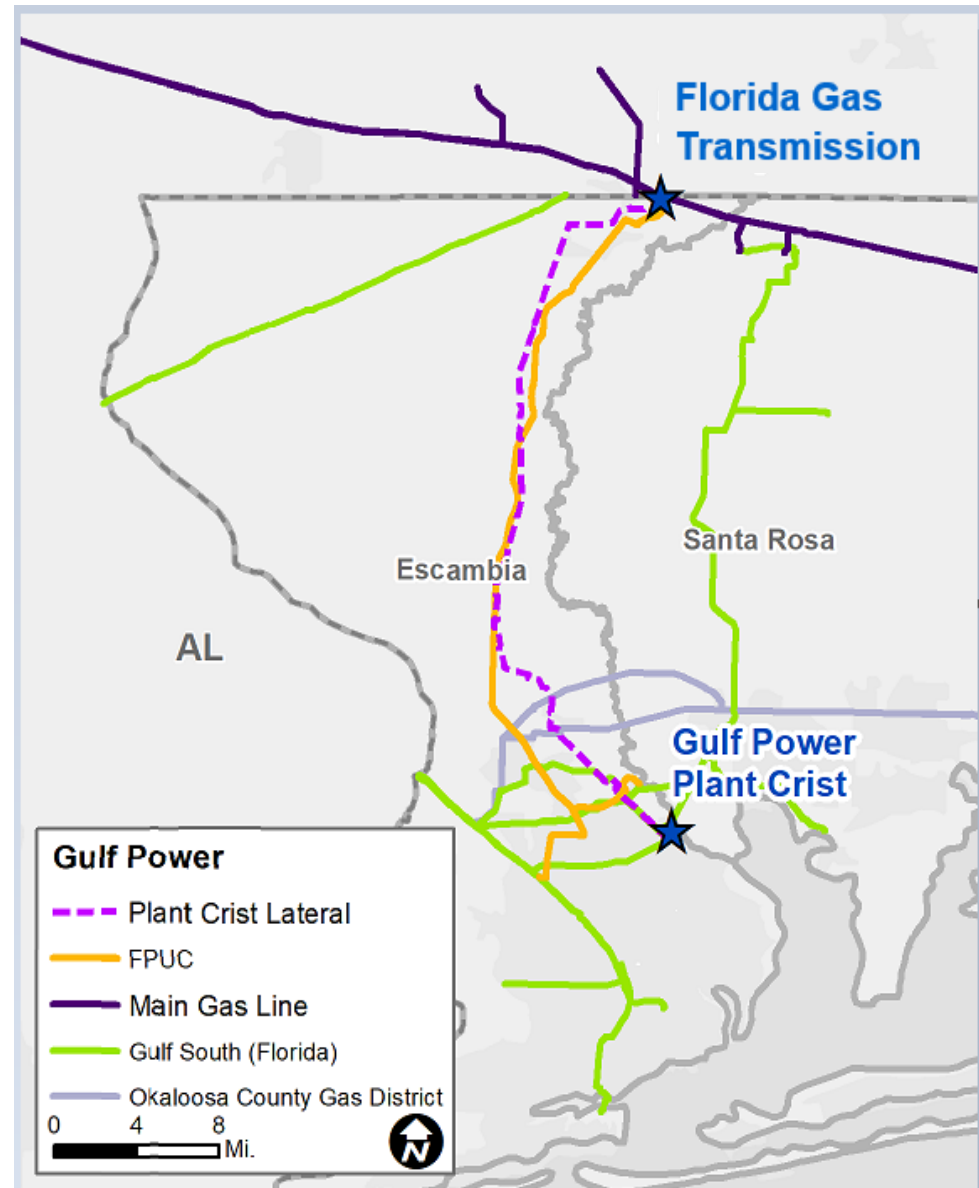 Florida Gas
Transmission
Santa Rosa
Escambia
AL
Gulf Power
Plant Crist
Gulf Power
Plant Crist Lateral
FPUC
Main Gas Line
Gulf South (Florida)
Okaloosa County Gas District
0 4 8
Mi.
N